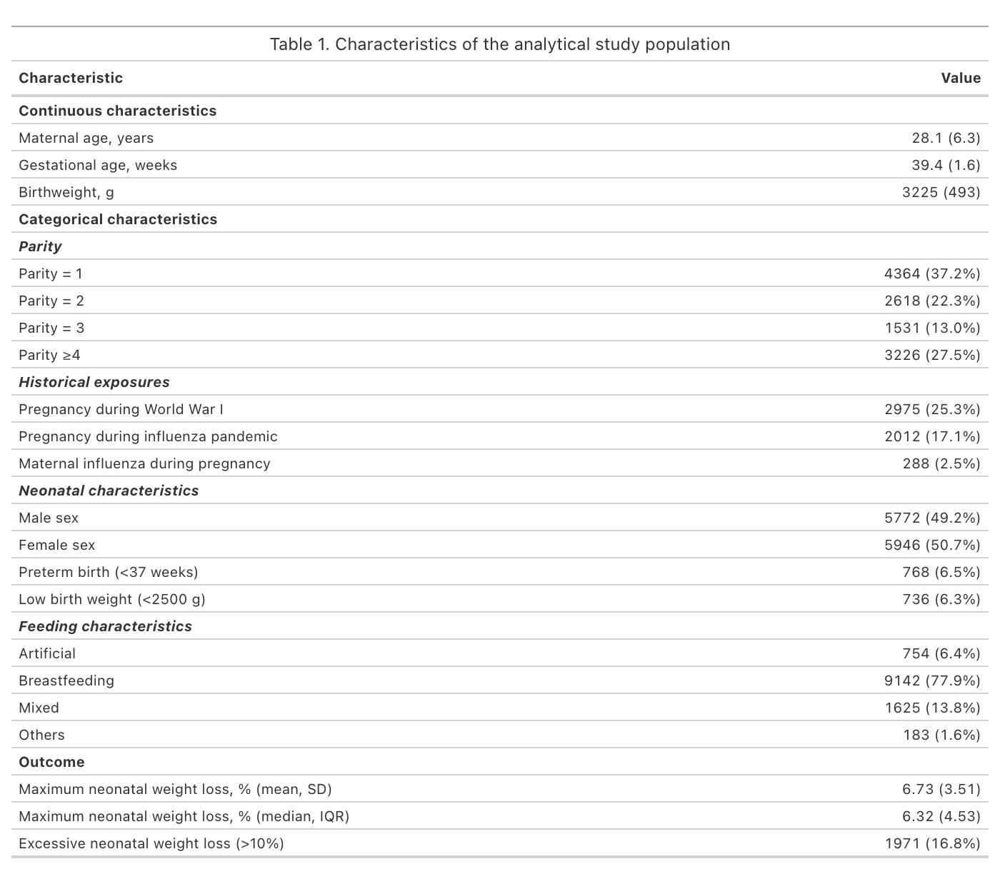 Table 1. Characteristics of the analytical study population
Characteristic Value
Continuous characteristics
Maternal age, years 28.1 (6.3)
Gestational age, weeks 39.4 (1.6)
Birthweight, g 3225 (493)
Categorical characteristics
Parity
Parity = 1 4364 (37.2%)
Parity = 2 2618 (22.3%)
Parity = 3 1531 (13.0%)
Parity ≥4 3226 (27.5%)
Historical exposures
Pregnancy during World War I 2975 (25.3%)
Pregnancy during influenza pandemic 2012 (17.1%)
Maternal influenza during pregnancy 288 (2.5%)
Neonatal characteristics
Male sex 5772 (49.2%)
Female sex 5946 (50.7%)
Preterm birth (<37 weeks) 768 (6.5%)
Low birth weight (<2500 g) 736 (6.3%)
Feeding characteristics
Artificial 754 (6.4%)
Breastfeeding 9142 (77.9%)
Mixed 1625 (13.8%)
Others 183 (1.6%)
Outcome
Maximum neonatal weight loss, % (mean, SD) 6.73 (3.51)
Maximum neonatal weight loss, % (median, IQR) 6.32 (4.53)
Excessive neonatal weight loss (>10%) 1971 (16.8%)